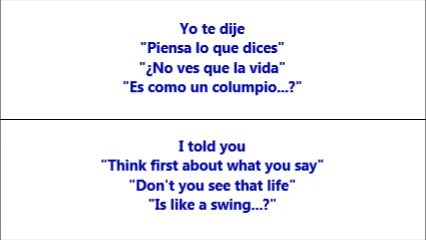 Yo te dije
"Piensa lo que dices"
"¿No ves que la vida"
"Es como un columpio...?"
I told you
"Think first about what you say"
"Don't you see that life"
"Is like a swing...?"